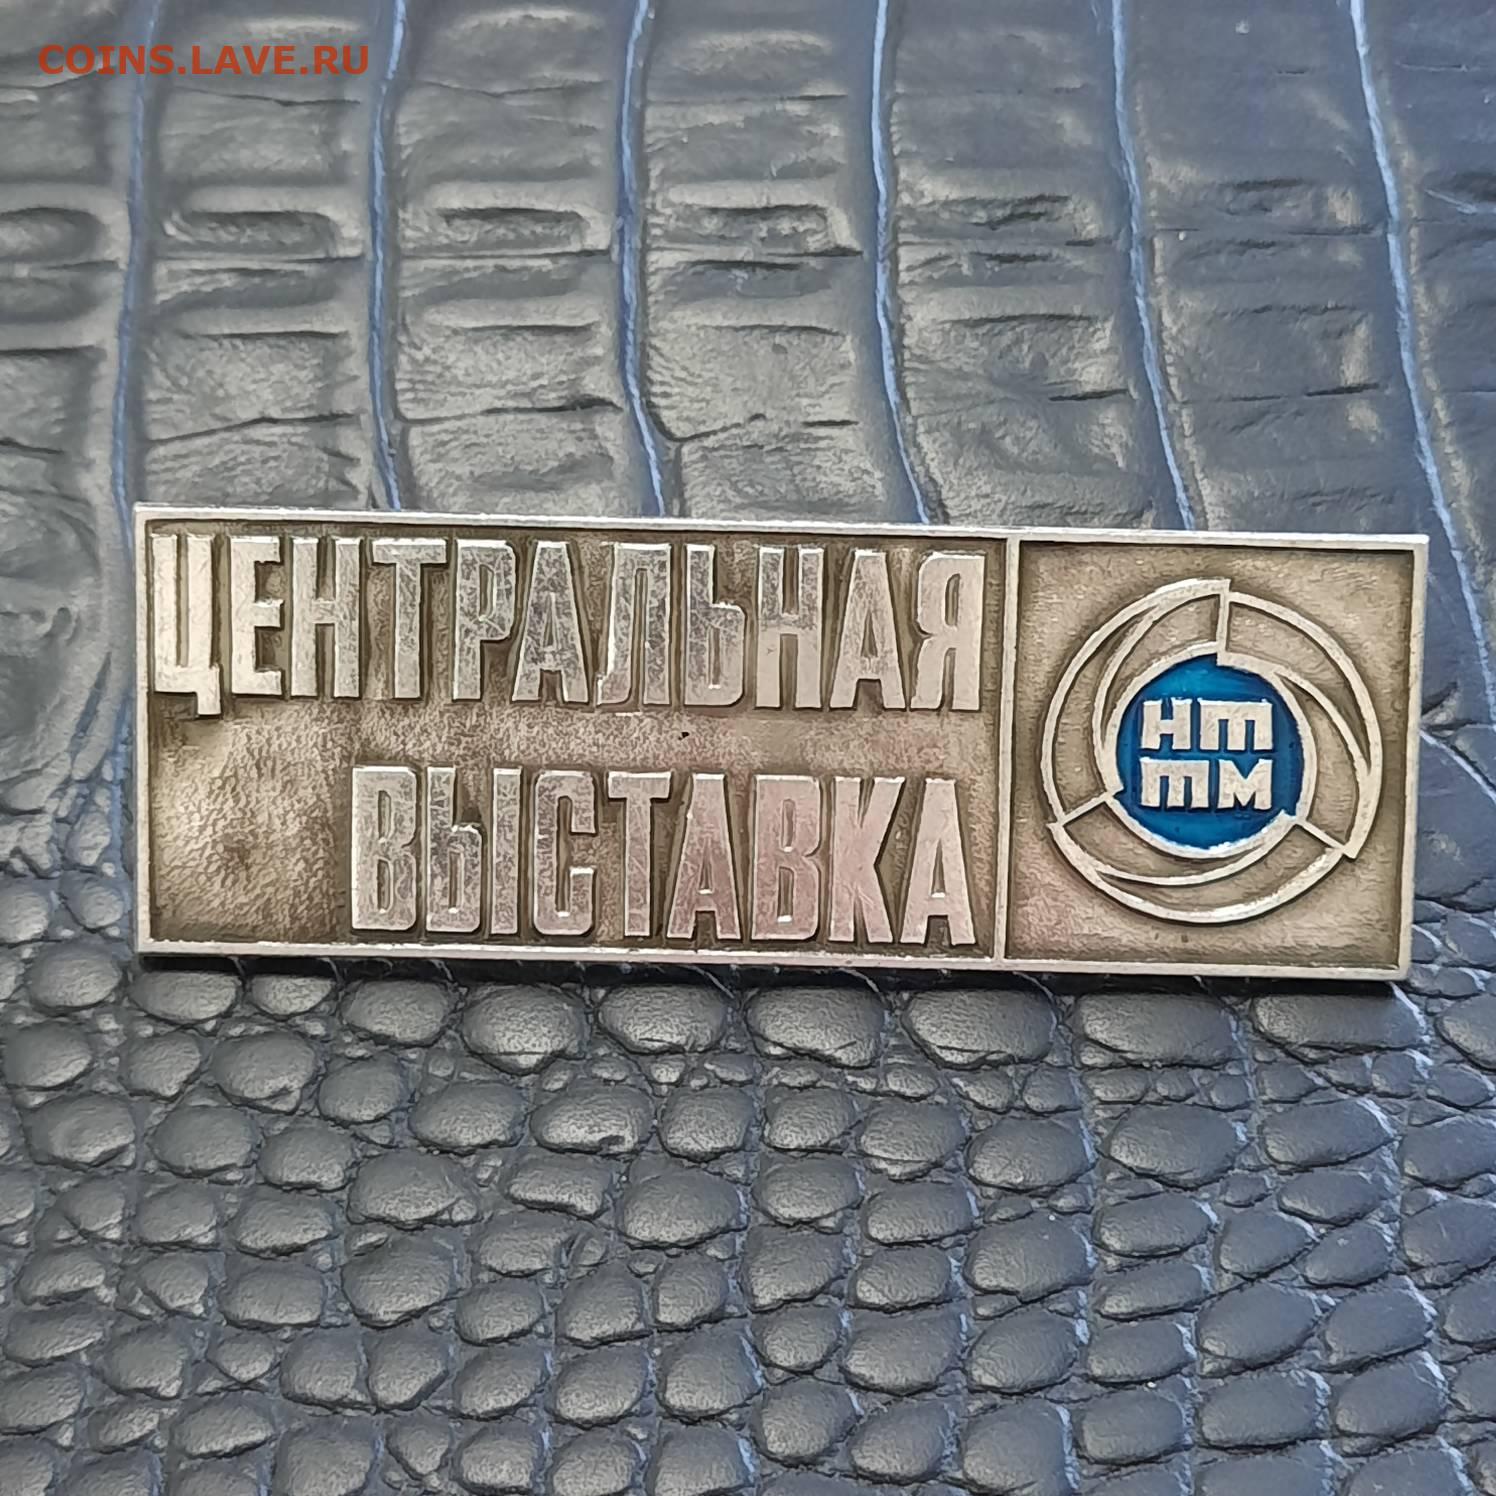 COINS.LAVE.RU
ЦЕНТРАЛЬНАЯ
ВЫСТАВКА
НТ
ТМ